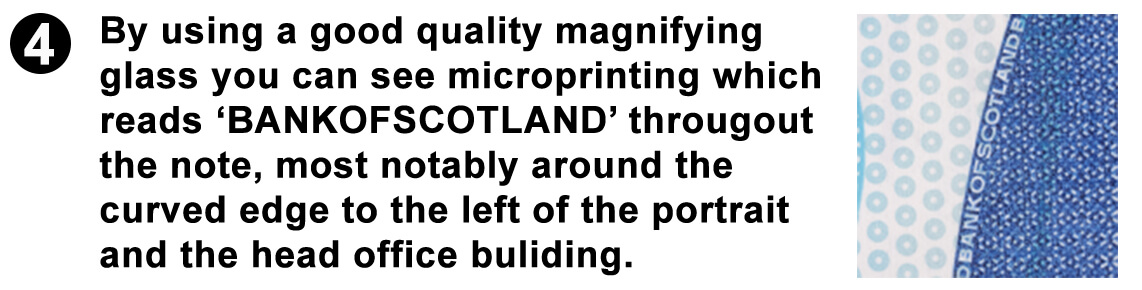 4
By using a good quality magnifying
glass you can see microprinting which
reads ‘BANKOFSCOTLAND’ througout
the note, most notably around the
curved edge to the left of the portrait
and the head office buliding.
D BANKOFSCOTLANDB